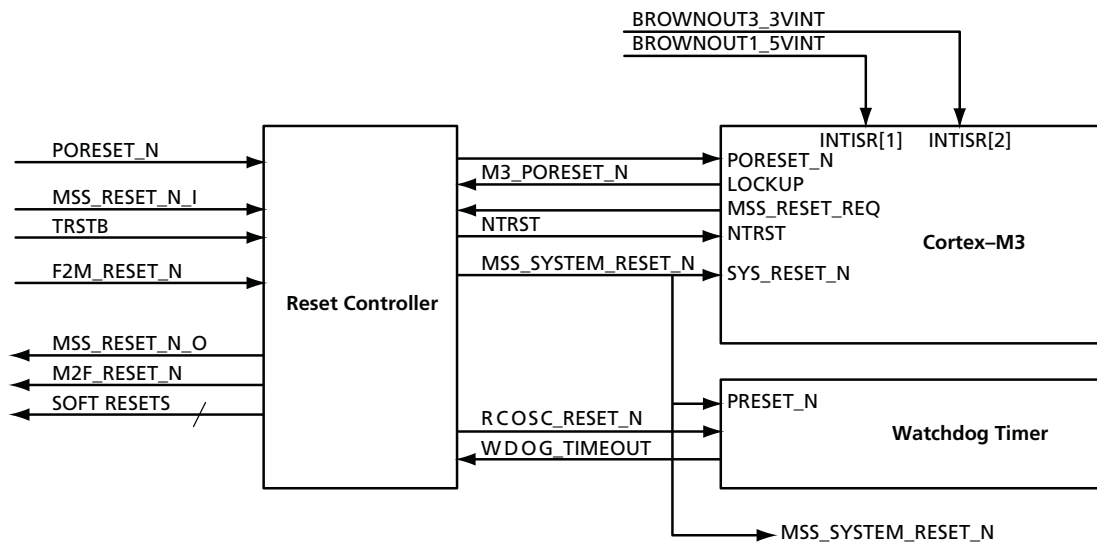 BROWNOUT3_3VINT
BROWNOUT1_5VINT
INTISR[1] INTISR[2]
PORESET_N
MSS_RESET_N_I
TRSTB
F2M_RESET_N
MSS_RESET_N_O
M2F_RESET_N
SOFT RESETS
Reset Controller
M3_PORESET_N
NTRST
MSS_SYSTEM_RESET_N
RCOSC_RESET_N
WDOG_TIMEOUT
PORESET_N
LOCKUP
MSS_RESET_REQ
NTRST
SYS_RESET_N
Cortex–M3
PRESET_N
Watchdog Timer
MSS_SYSTEM_RESET_N